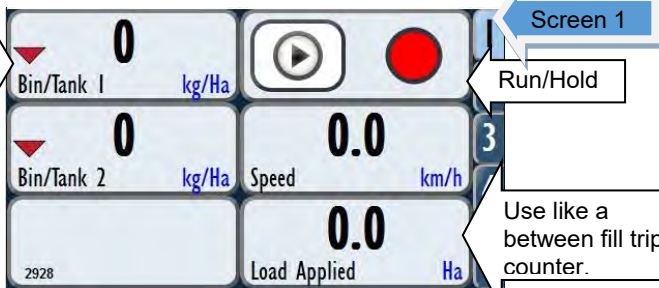 Screen 1
0
Bin/Tank 1 kg/Ha
Run/Hold
0
Bin/Tank 2 kg/Ha
0.0
Speed km/h
3
2928
0.0
Load Applied Ha
Use like a
between fill trip
counter.